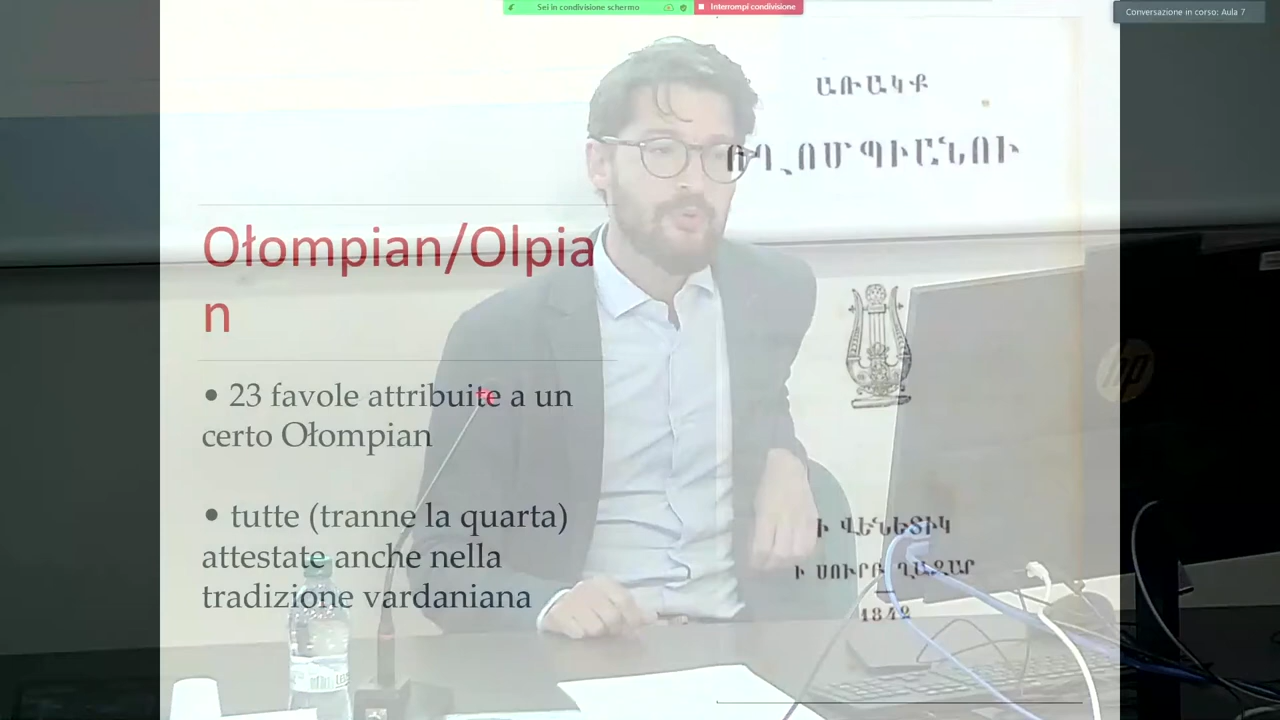 Sei in condivisione schermo
Interrompi condivisione
Conversazione in corso: Aula 7
ԱՌԱԿՔ
ՈՂՈՄՊԻԱՆՈՒ
Ołompian/Olpia
n
• 23 favole attribuite a un
certo Ołompian
• tutte (tranne la quarta)
attestate anche nella
tradizione vardaniana
Ի ՎԵՆԵՏԻԿ
Ի ՍՈՒՐԲ ՂԱԶԱՐ
1842
hp